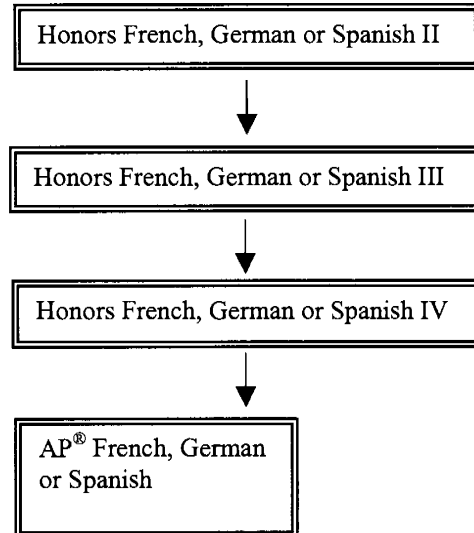 Honors French, German or Spanish II
Honors French, German or Spanish III
Honors French, German or Spanish IV
AP® French, German
or Spanish